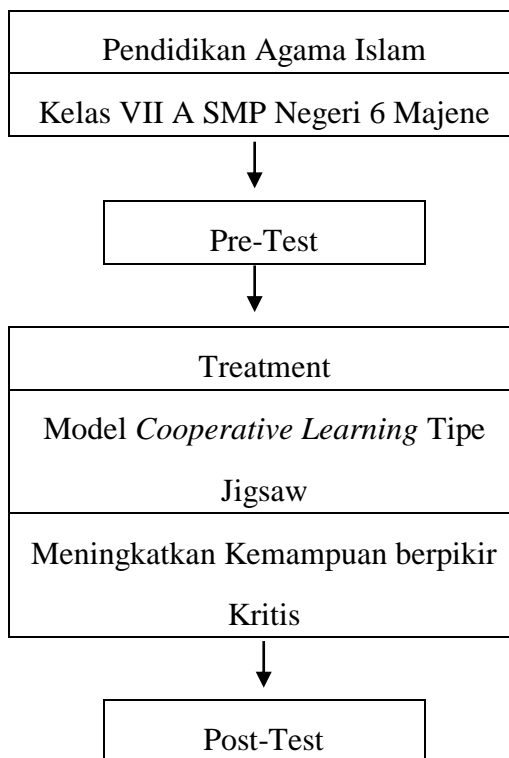 Pendidikan Agama Islam
Kelas VII A SMP Negeri 6 Majene
Pre-Test
Treatment
Model Cooperative Learning Tipe
Jigsaw
Meningkatkan Kemampuan berpikir
Kritis
Post-Test